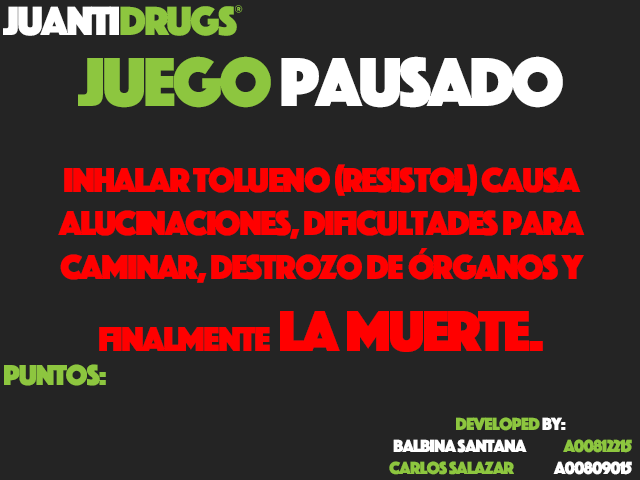 JUANTIDRUGS®
JUEGO PAUSADO
INHALAR TOLUENO (RESISTOL) CAUSA
ALUCINACIONES, DIFICULTADES PARA
CAMINAR, DESTROZO DE ÓRGANOS Y
FINALMENTE LA MUERTE.
PUNTOS:
DEVELOPED BY:
BALBINA SANTANA A00812215
CARLOS SALAZAR A00809015